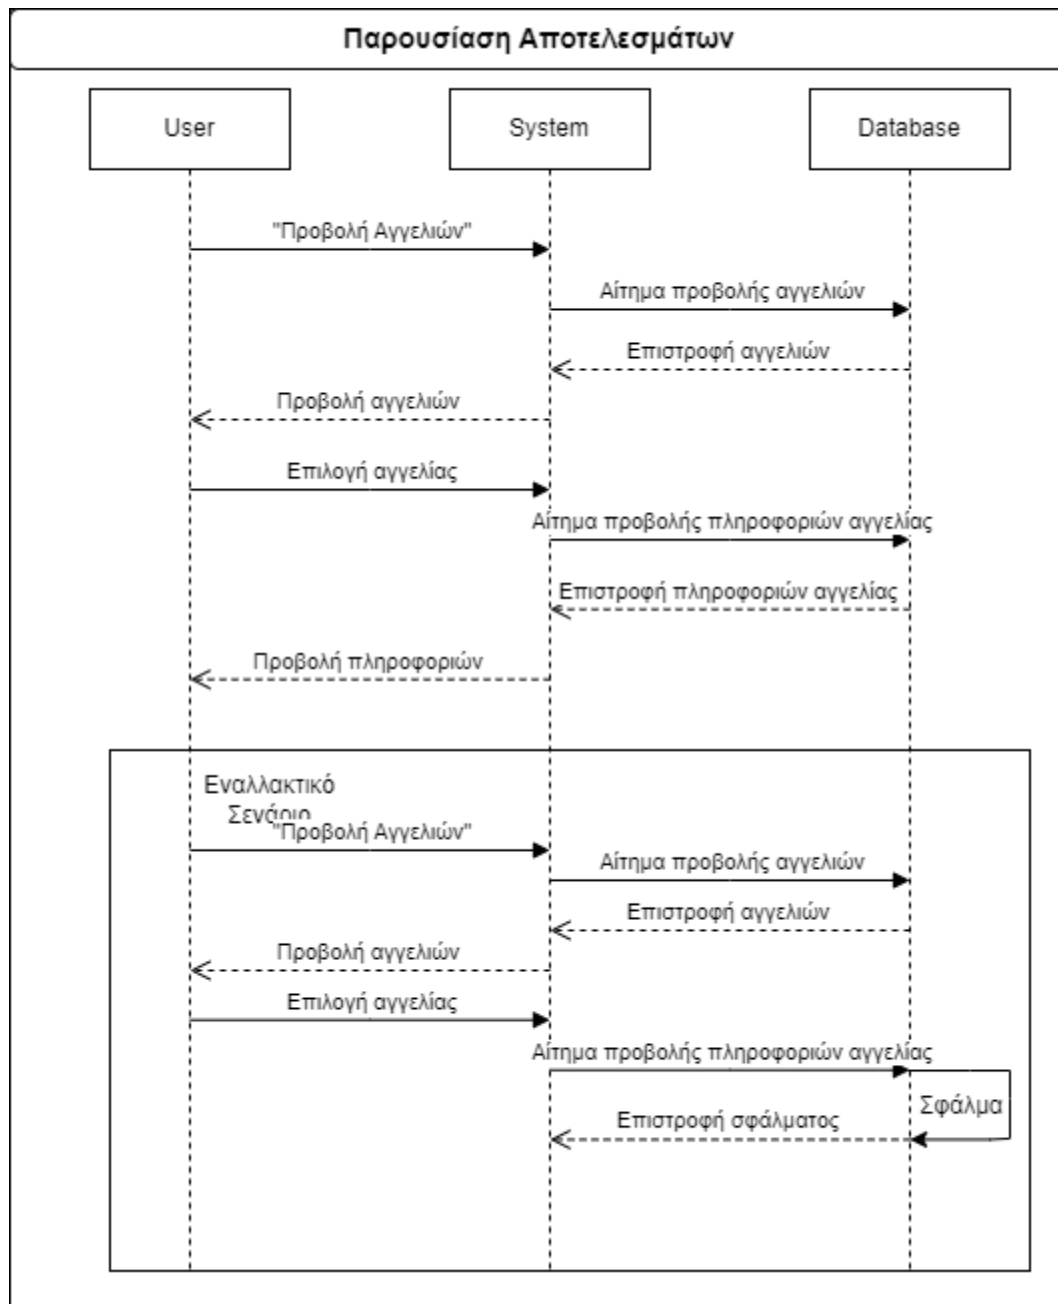 Παρουσίαση Αποτελεσμάτων
User
System
Database
"Προβολή Αγγελιών"
Αίτημα προβολής αγγελιών
Επιστροφή αγγελιών
Προβολή αγγελιών
Επιλογή αγγελίας
Αίτημα προβολής πληροφοριών αγγελίας
Επιστροφή πληροφοριών αγγελίας
Προβολή πληροφοριών
Εναλλακτικό
Σενάριο
"Προβολή Αγγελιών"
Αίτημα προβολής αγγελιών
Επιστροφή αγγελιών
Προβολή αγγελιών
Επιλογή αγγελίας
Αίτημα προβολής πληροφοριών αγγελίας
Σφάλμα
Επιστροφή σφάλματος